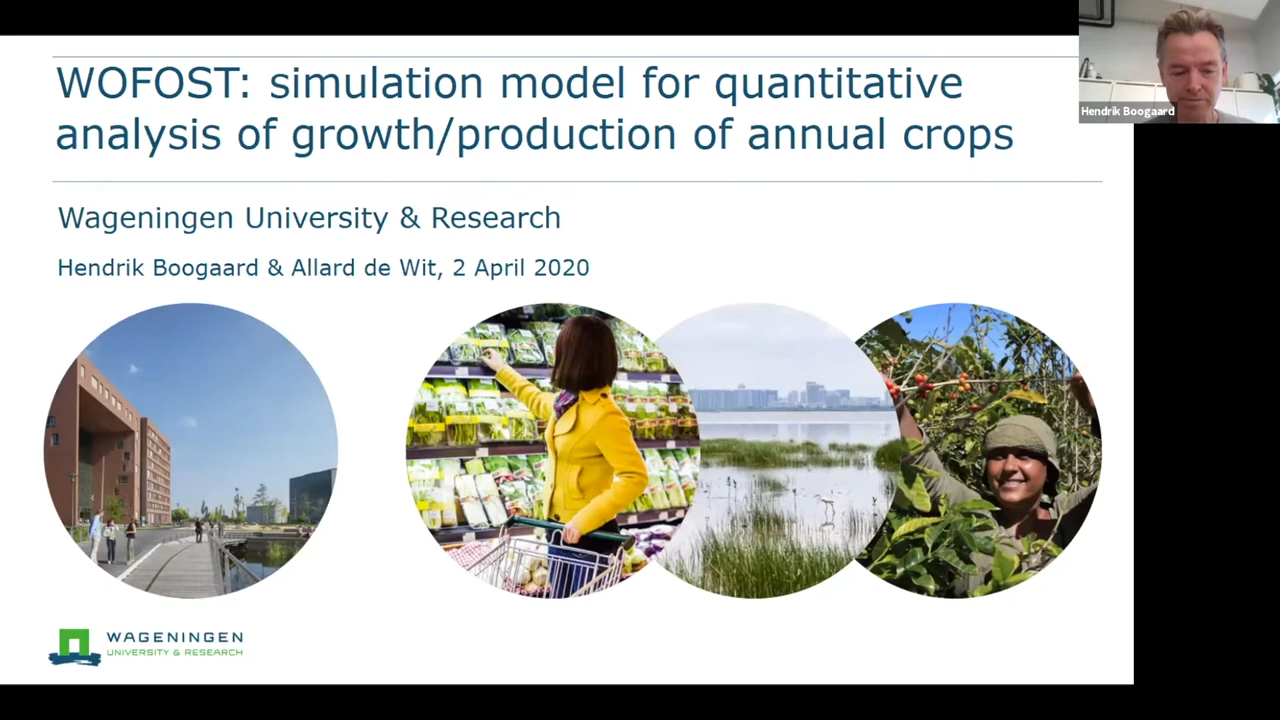 WOFOST: simulation model for quantitative
analysis of growth/production of annual crops
Hendrik Boogaard
Wageningen University & Research
Hendrik Boogaard & Allard de Wit, 2 April 2020
WAGENINGEN
UNIVERSITY & RESEARCH